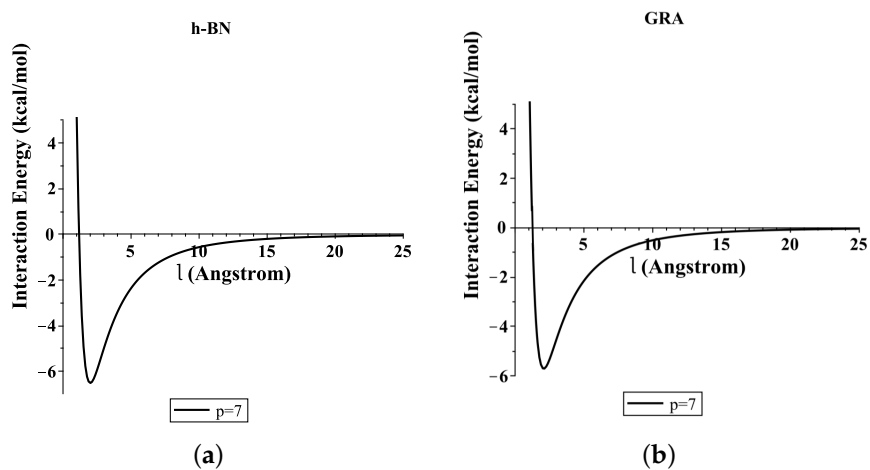 h-BN
Interaction Energy (kcal/mol)
4
2
0
−2
−4
−6
5
10
15
20
25
l (Angstrom)
p=7
(a)
GRA
Interaction Energy (kcal/mol)
4
2
0
−2
−4
−6
5
10
15
20
25
l (Angstrom)
p=7
(b)